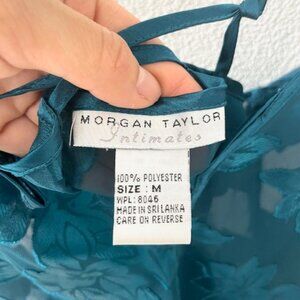 MORGAN TAYLOR
Intimates
100% POLYESTER
SIZE : M
WPL: 8046
MADE IN SRI LANKA
CARE ON REVERSE